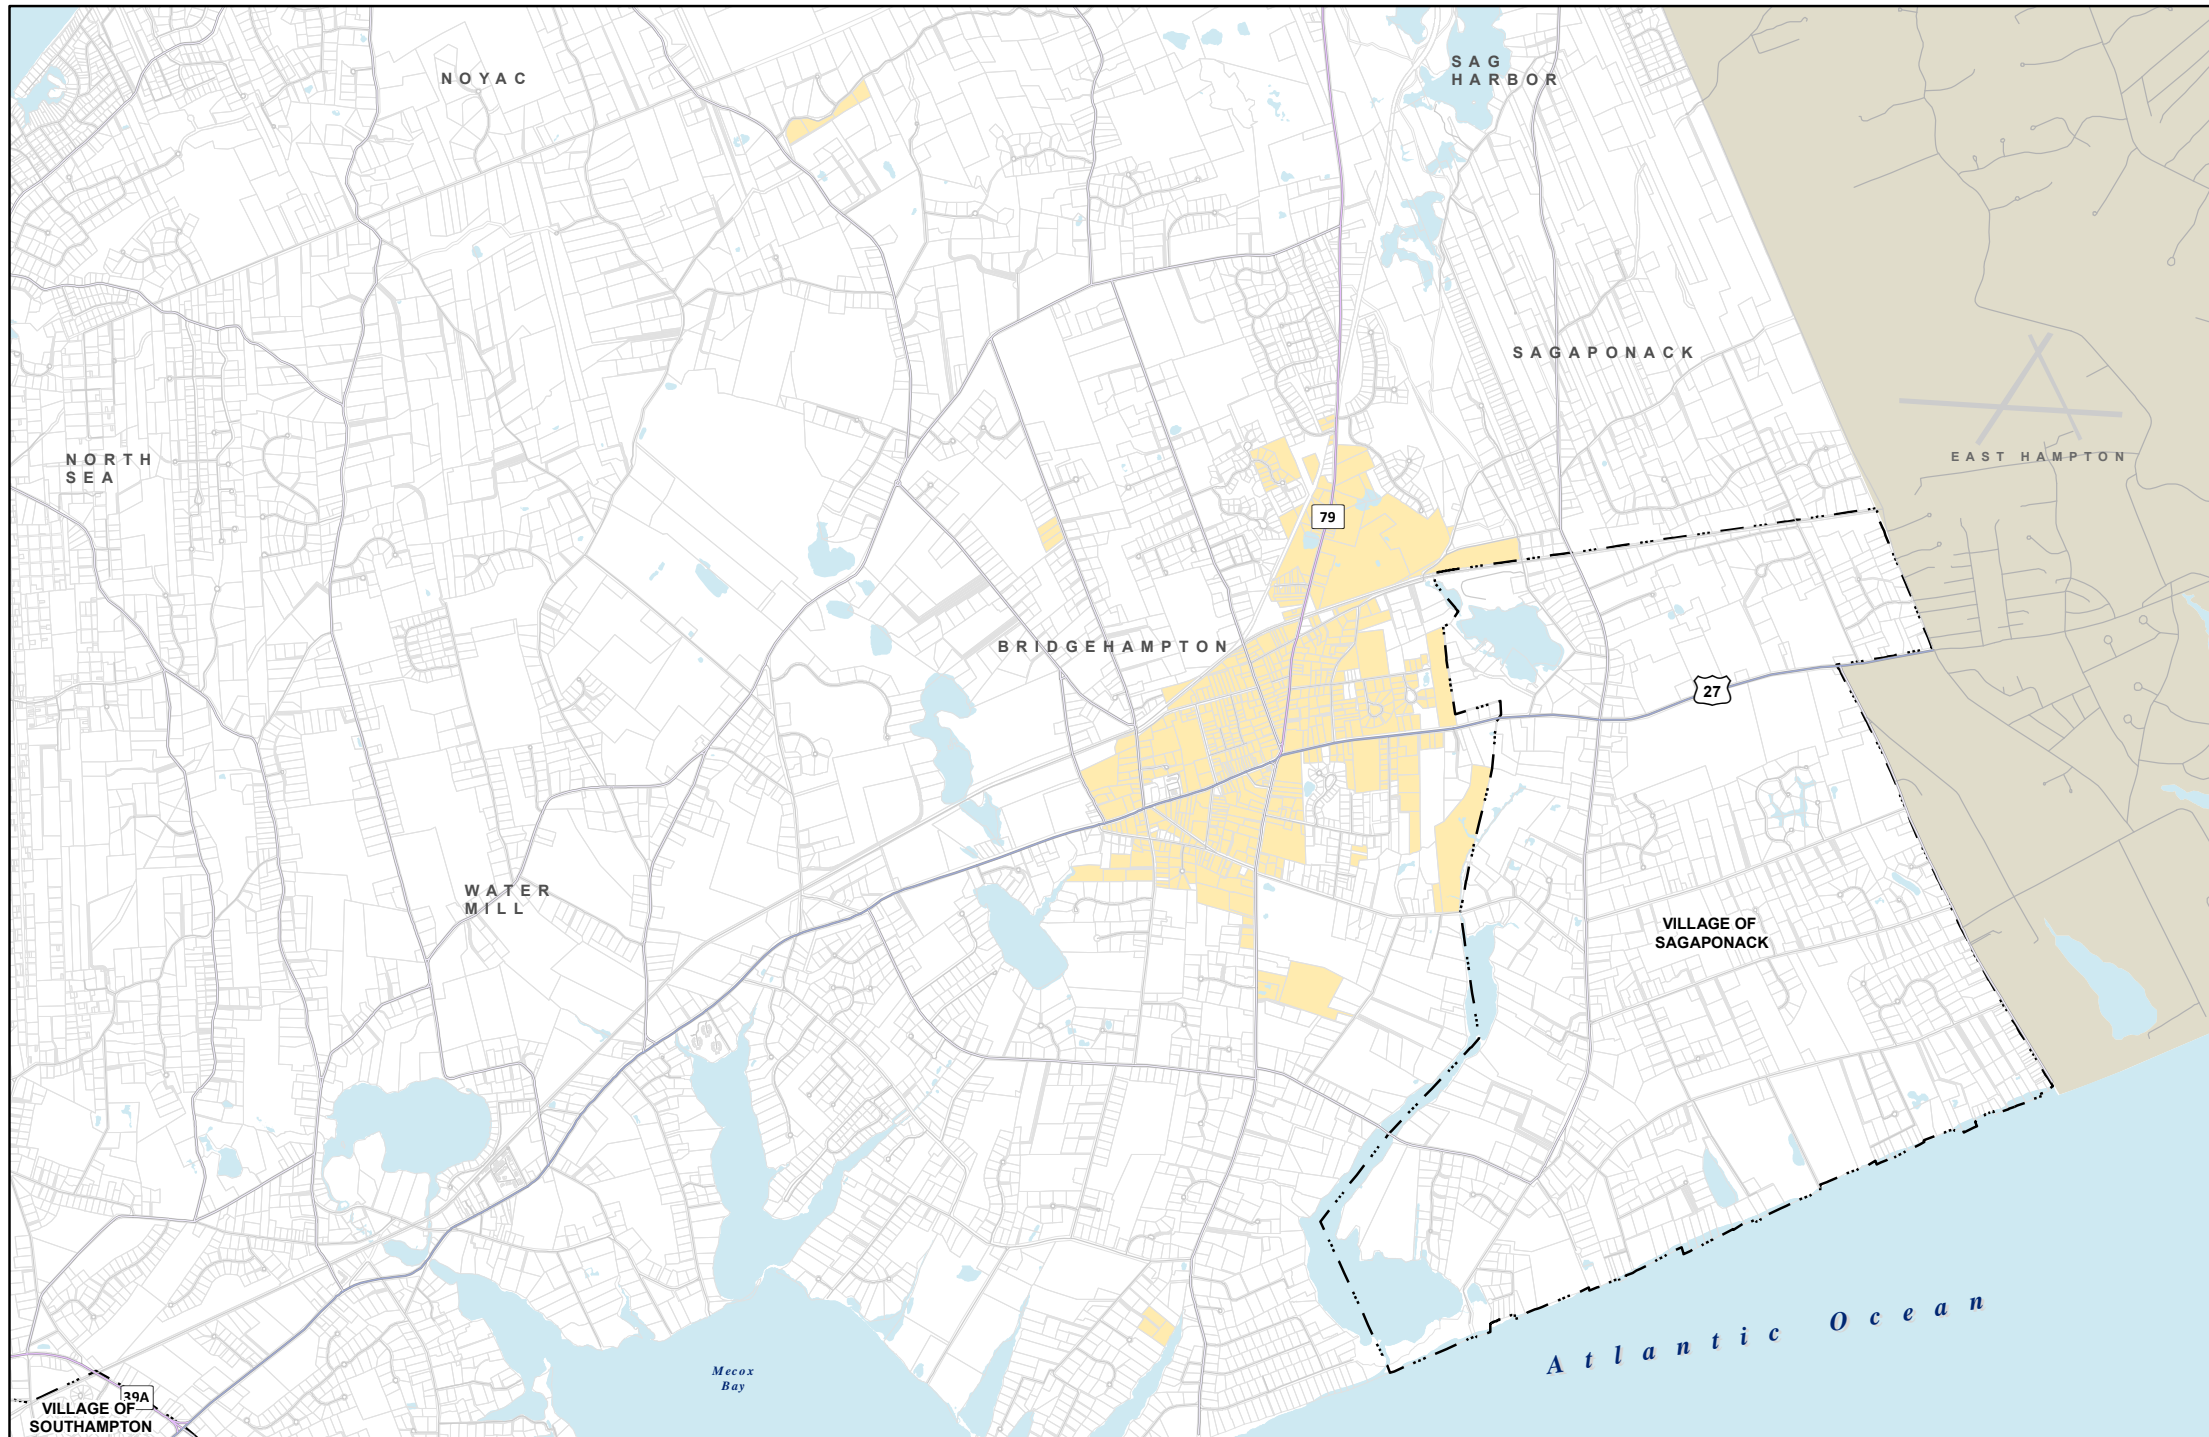 NOYAC
SAG
HARBOR
SAGAPONACK
NORTH
SEA
EAST HAMPTON
79
BRIDGEHAMPTON
27
WATER
MILL
VILLAGE OF
SAGAPONACK
Atlantic Ocean
Mecox
Bay
39A
VILLAGE OF
SOUTHAMPTON